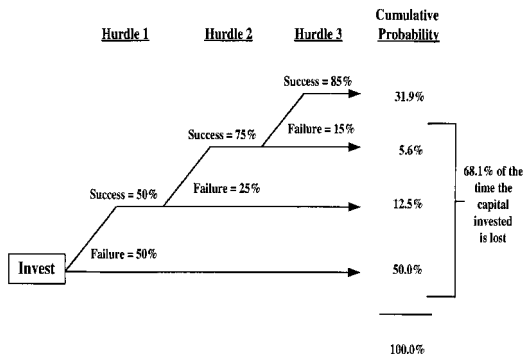 Cumulative
Hurdle 1 Hurdle 2 Hurdle 3 Probability
Success = 85%
31.9%
Success = 75% Failure = 15%
5.6%
68.1% of the
time the
capital
invested
is lost
Success = 50% Failure = 25%
12.5%
Failure = 50%
Invest
50.0%
100.0%